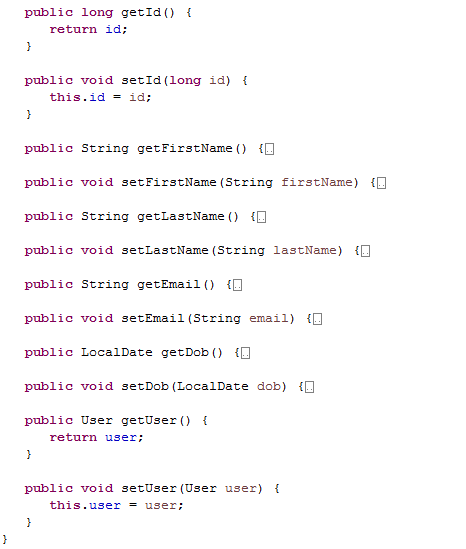 public long getId() {
return id;
}
public void setId(long id) {
this.id = id;
}
public String getFirstName() {..
public void setFirstName(String firstName) {..
public String getLastName() {..
public void setLastName(String lastName) {..
public String getEmail() {..
public void setEmail(String email) {..
public LocalDate getDob() {..
public void setDob(LocalDate dob) {..
public User getUser() {
return user;
}
public void setUser(User user) {
this.user = user;
}
}